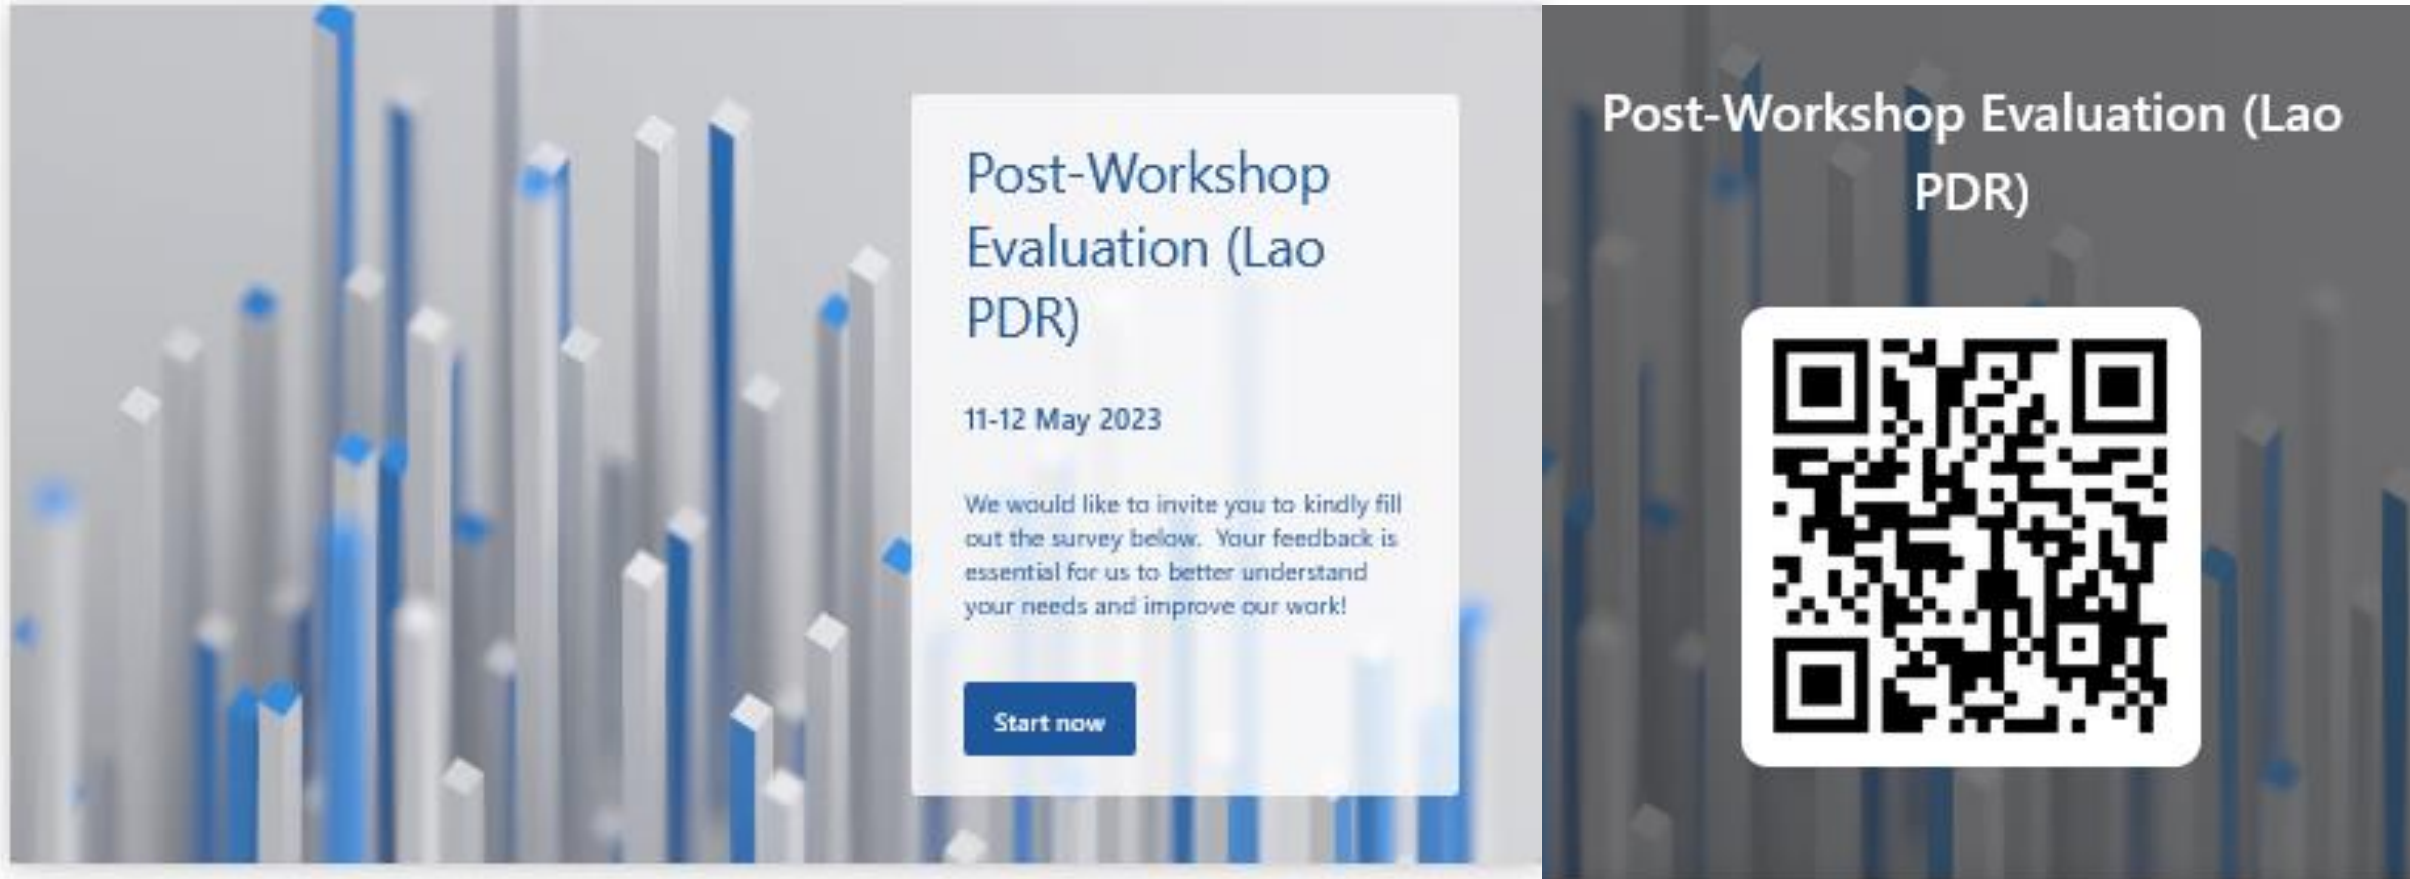 Post-Workshop
Evaluation (Lao
PDR)
11-12 May 2023
We would like to invite you to kindly fill
out the survey below.  Your feedback is
essential for us to better understand
your needs and improve our work!
Start now
Post-Workshop Evaluation (Lao
PDR)